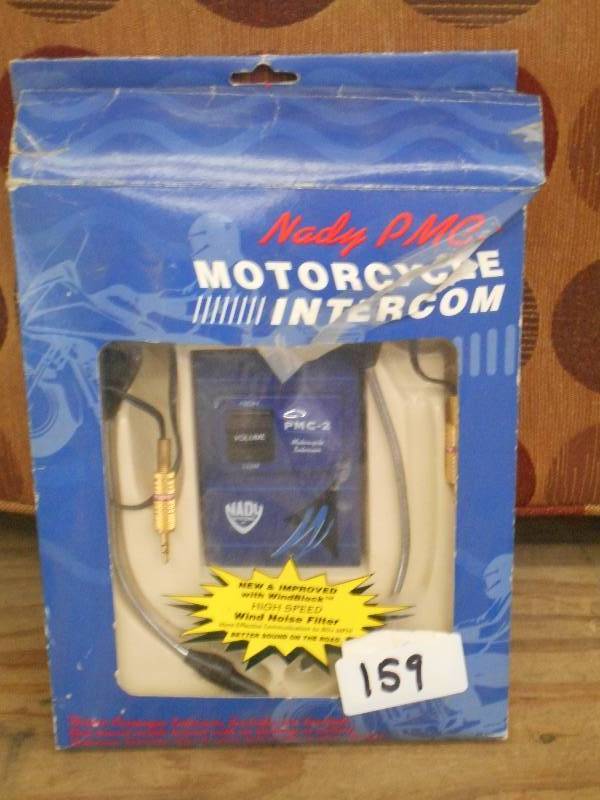 Nady PMC-
MOTORCYCLE
INTERCOM
HIGH
VOLUME
LOW
PMC-2
Motorcycle
Intercom
NADY
NEW & IMPROVED
with WindBlock™
HIGH SPEED
Wind Noise Filter
BETTER SOUND ON THE ROAD
159